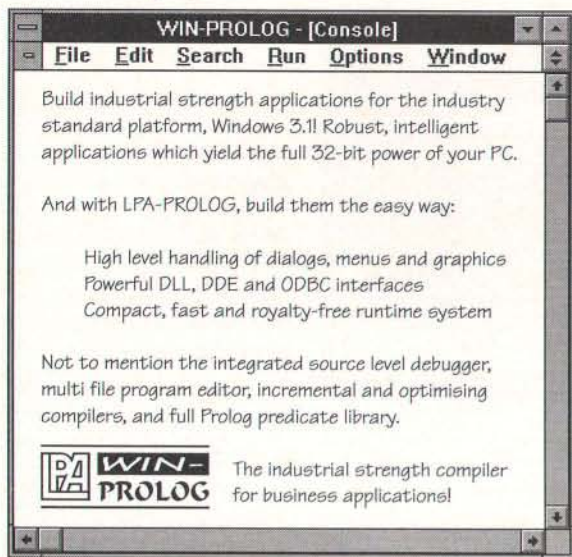 WIN-PROLOG - [Console]
File Edit Search Run Options Window
Build industrial strength applications for the industry
standard platform, Windows 3.1! Robust, intelligent
applications which yield the full 32-bit power of your PC.
And with LPA-PROLOG, build them the easy way:
High level handling of dialogs, menus and graphics
Powerful DLL, DDE and ODBC interfaces
Compact, fast and royalty-free runtime system
Not to mention the integrated source level debugger,
multi file program editor, incremental and optimising
compilers, and full Prolog predicate library.
LPA WIN-
PROLOG
The industrial strength compiler
for business applications!